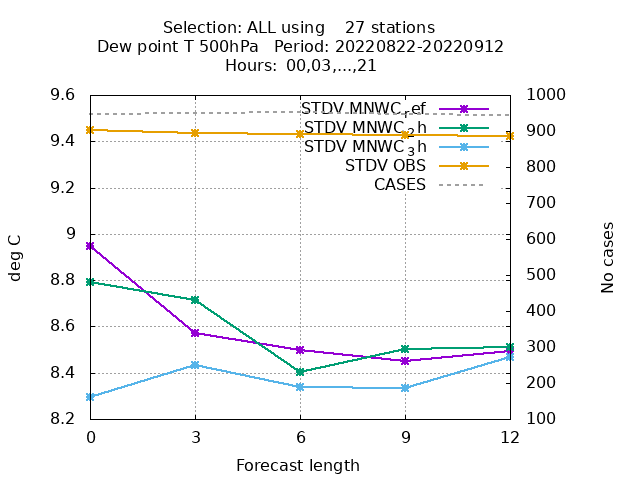 Selection: ALL using 27 stations
Dew point T 500hPa Period: 20220822-20220912
Hours: 00,03,...,21
STDV MNWC_ref
STDV MNWC_2h
STDV MNWC_3h
STDV OBS
CASES
9.6
9.4
9.2
9
8.8
8.6
8.4
8.2
deg C
1000
900
800
700
600
500
400
300
200
100
No cases
0 3 6 9 12
Forecast length